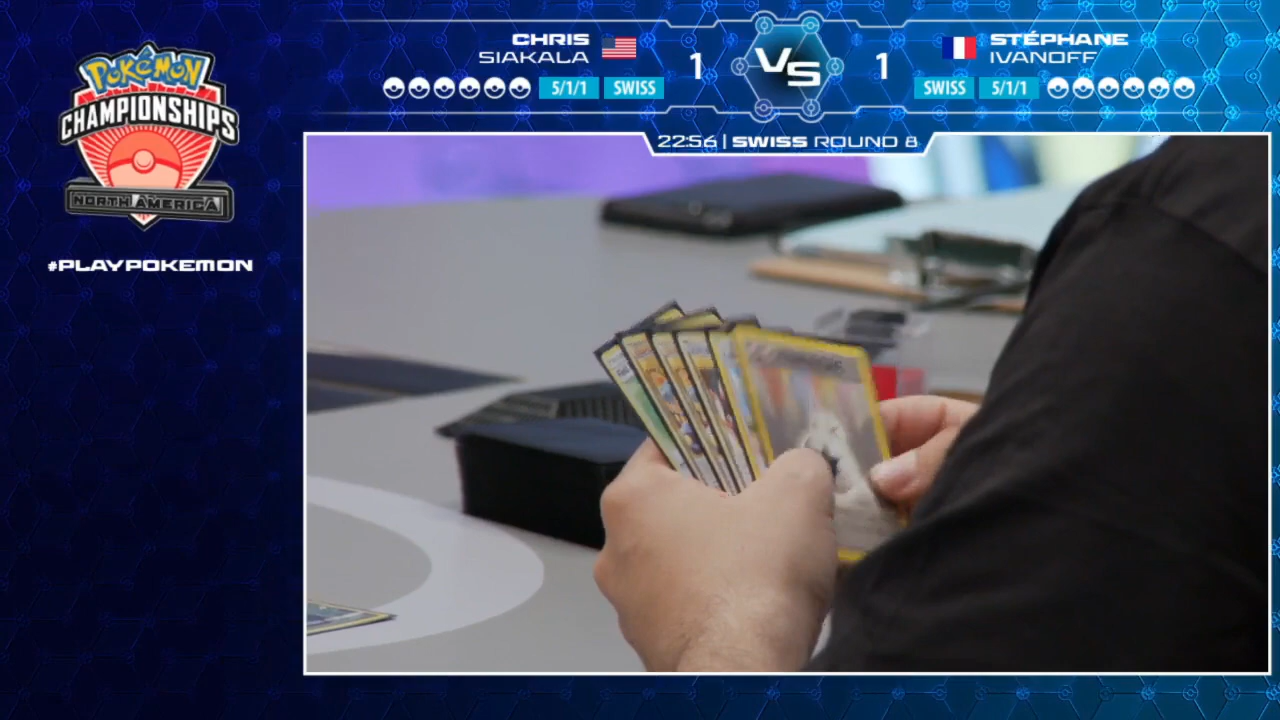 POKÉMON
CHAMPIONSHIPS
NORTH AMERICA
#PLAYPOKEMON
CHRIS
SIAKALA
5/1/1
SWISS
1
VS
1
STÉPHANE
IVANOFF
SWISS
5/1/1
22:56 | SWISS ROUND 8